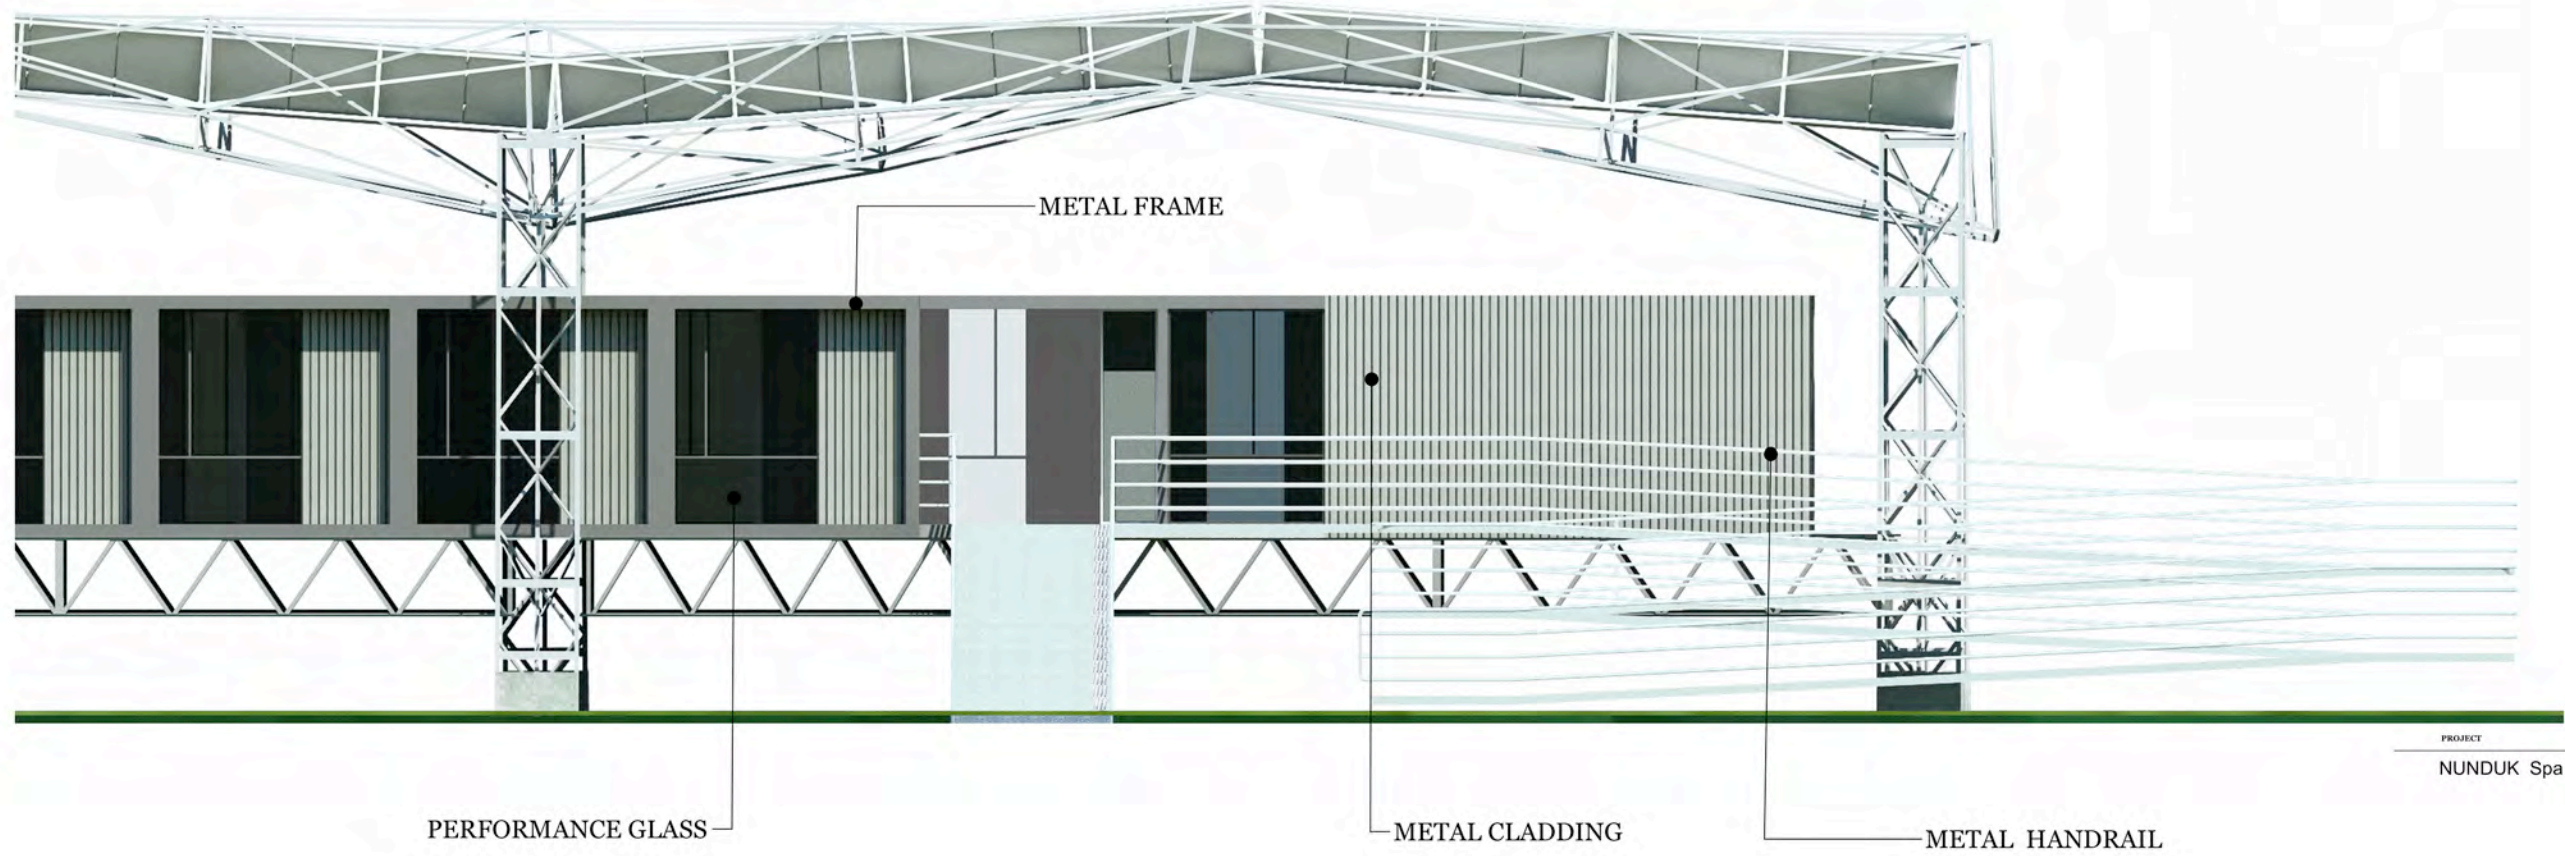 METAL FRAME
PROJECT
NUNDUK Spa
PERFORMANCE GLASS
METAL CLADDING
METAL HANDRAIL